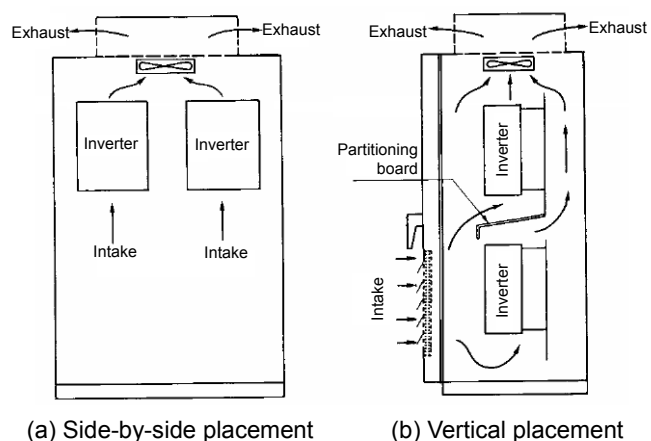 Exhaust
Exhaust
Inverter
Inverter
Intake
Intake
(a) Side-by-side placement
Exhaust
Exhaust
Partitioning
board
Inverter
Intake
Inverter
(b) Vertical placement